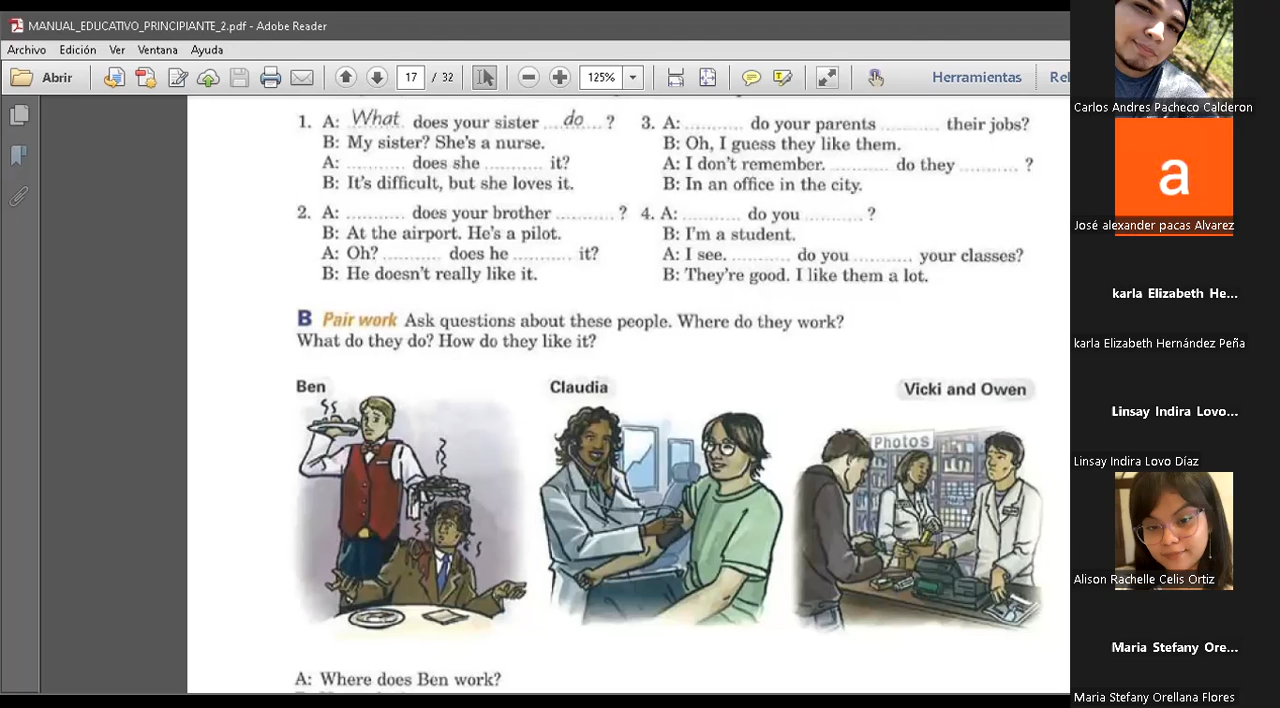 MANUAL_EDUCATIVO_PRINCIPIANTE_2.pdf - Adobe Reader
Archivo Edición Ver Ventana Ayuda
Abrir 17 / 32 125% Herramientas
1. A: What does your sister do ?
B: My sister? She's a nurse.
A: .......... does she .......... it?
B: It's difficult, but she loves it.
2. A: .......... does your brother .......... ?
B: At the airport. He's a pilot.
A: Oh? .......... does he .......... it?
B: He doesn't really like it.
3. A: .......... do your parents .......... their jobs?
B: Oh, I guess they like them.
A: I don't remember. .......... do they .......... ?
B: In an office in the city.
4. A: .......... do you .......... ?
B: I'm a student.
A: I see. .......... do you .......... your classes?
B: They're good. I like them a lot.
B Pair work Ask questions about these people. Where do they work?
What do they do? How do they like it?
Ben
Claudia
Vicki and Owen
Photos
A: Where does Ben work?
Carlos Andres Pacheco Calderon
a
José alexander pacas Alvarez
karla Elizabeth He...
karla Elizabeth Hernández Peña
Linsay Indira Lovo...
Linsay Indira Lovo Díaz
Alison Rachelle Celis Ortiz
Maria Stefany Ore...
Maria Stefany Orellana Flores